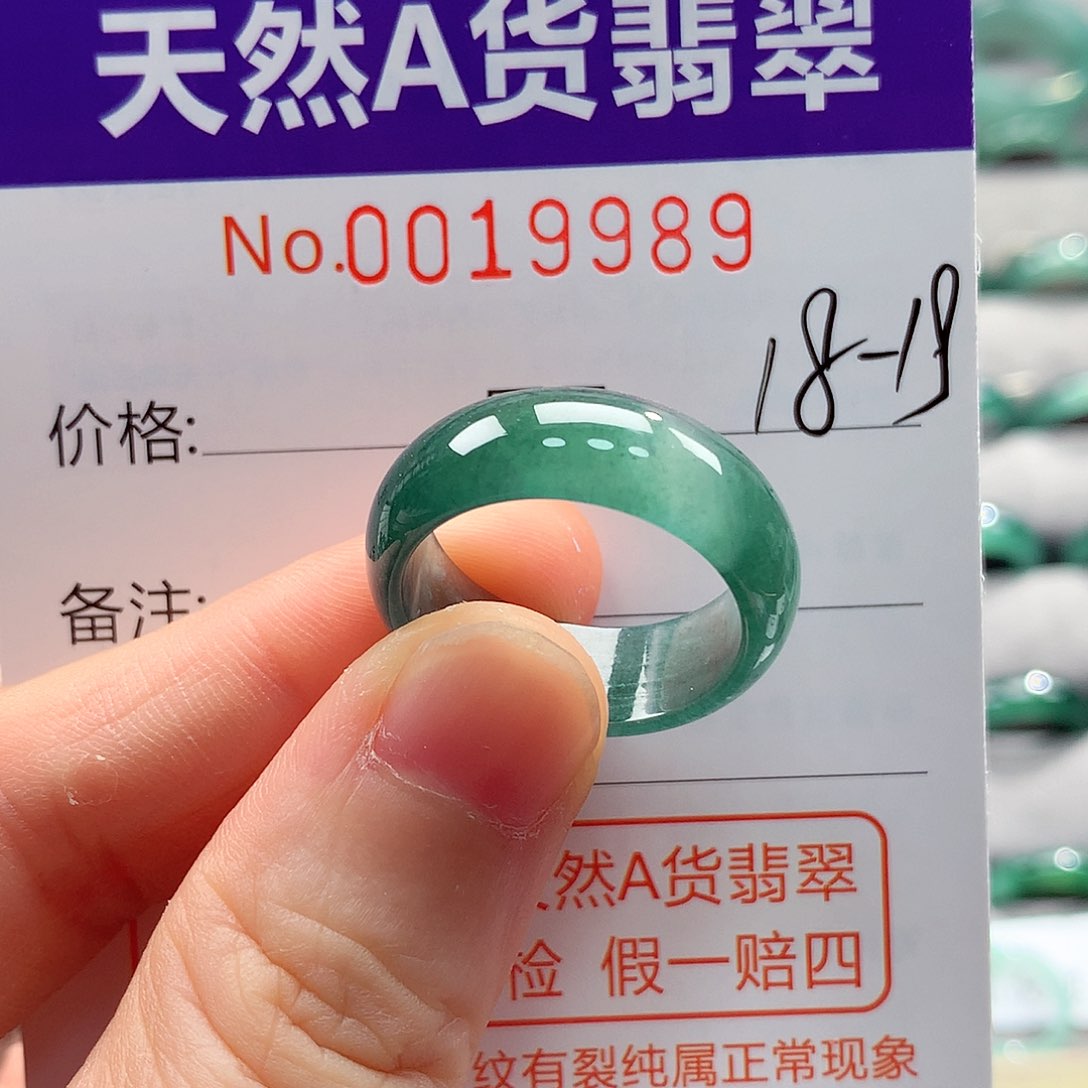 天然A货翡翠
No.0019989
18-19
价格:
备注:
然A货翡翠
检 假一赔四
纹有裂纯属正常现象